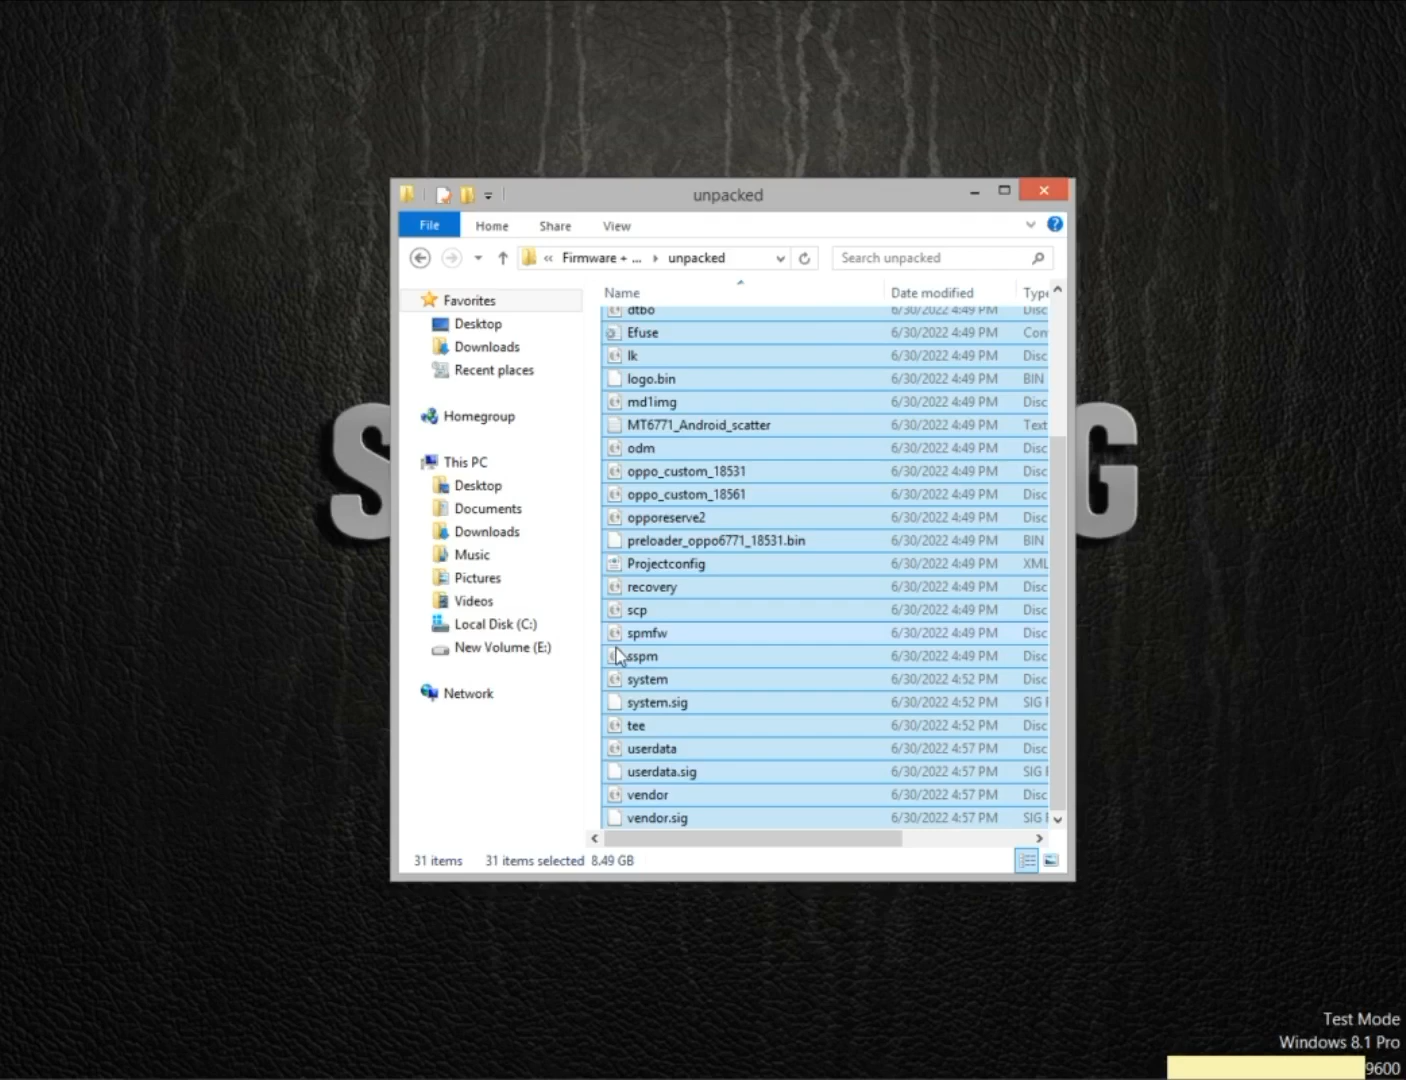 unpacked
File Home Share View
« Firmware + ... unpacked Search unpacked
Name Date modified Type
Favorites
Desktop
Downloads
Recent places
Homegroup
This PC
Desktop
Documents
Downloads
Music
Pictures
Videos
Local Disk (C:)
New Volume (E:)
Network
dtbo 6/30/2022 4:49 PM Disc
Efuse 6/30/2022 4:49 PM Con
lk 6/30/2022 4:49 PM Disc
logo.bin 6/30/2022 4:49 PM BIN
md1img 6/30/2022 4:49 PM Disc
MT6771_Android_scatter 6/30/2022 4:49 PM Text
odm 6/30/2022 4:49 PM Disc
oppo_custom_18531 6/30/2022 4:49 PM Disc
oppo_custom_18561 6/30/2022 4:49 PM Disc
opporeserve2 6/30/2022 4:49 PM Disc
preloader_oppo6771_18531.bin 6/30/2022 4:49 PM BIN
Projectconfig 6/30/2022 4:49 PM XML
recovery 6/30/2022 4:49 PM Disc
scp 6/30/2022 4:49 PM Disc
spmfw 6/30/2022 4:49 PM Disc
sspm 6/30/2022 4:49 PM Disc
system 6/30/2022 4:52 PM Disc
system.sig 6/30/2022 4:52 PM SIG
tee 6/30/2022 4:52 PM Disc
userdata 6/30/2022 4:57 PM Disc
userdata.sig 6/30/2022 4:57 PM SIG
vendor 6/30/2022 4:57 PM Disc
vendor.sig 6/30/2022 4:57 PM SIG
31 items 31 items selected 8.49 GB
S G
Test Mode
Windows 8.1 Pro
9600